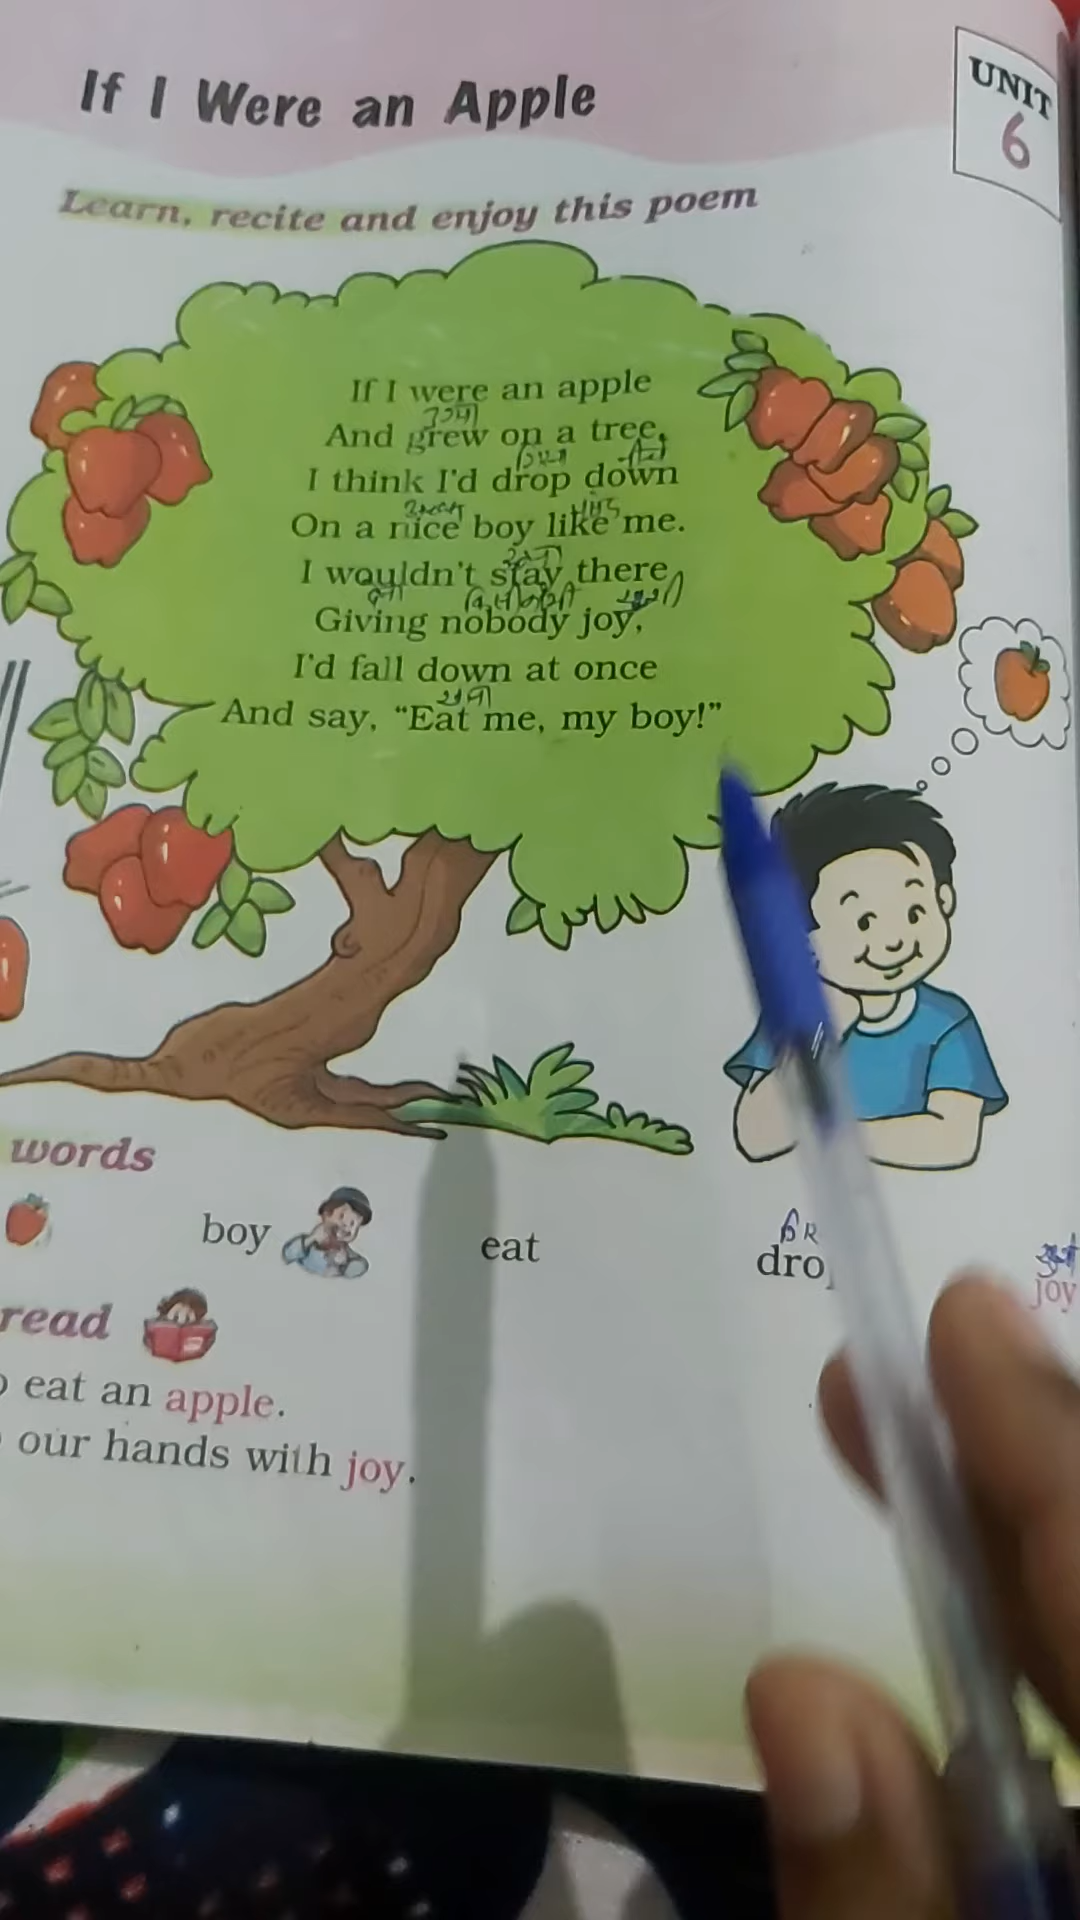 If I Were an Apple
UNIT
6
Learn, recite and enjoy this poem
If I were an apple
And grew on a tree,
I think I'd drop down
On a nice boy like me.
I wouldn't stay there
Giving nobody joy,
I'd fall down at once
And say, “Eat me, my boy!”
words
boy eat dro joy
read
eat an apple.
our hands with joy.